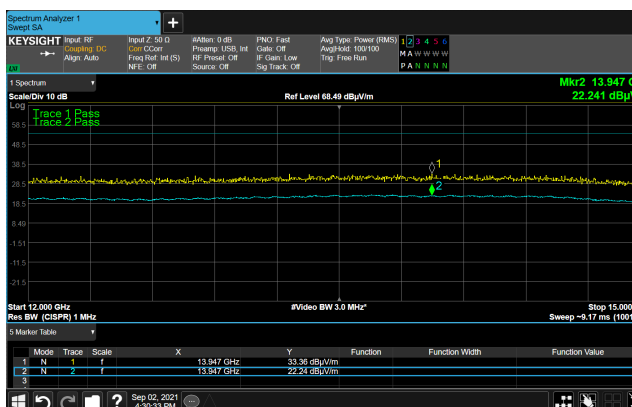 Spectrum Analyzer 1
Swept SA
+
KEYSIGHT Input: RF Input Z: 50 Ω #Atten: 0 dB PNO: Fast Avg Type: Power (RMS) 1 2 3 4 5 6
Coupling: DC Corr CCorr Preamp: USB, Int Gate: Off Avg|Hold: 100/100 M A W W W W
Align: Auto Freq Ref: Int (S) RF Preset: Off IF Gain: Low Trig: Free Run
NFE: Off Source: Off Sig Track: Off P A N N N N
1 Spectrum
Mkr2 13.947 G
Scale/Div 10 dB Ref Level 68.49 dBµV/m 22.241 dBµV
Log
Trace 1 Pass
58.5 Trace 2 Pass
48.5
38.5
1
28.5
2
18.5
8.49
-1.51
-11.5
-21.5
Start 12.000 GHz #Video BW 3.0 MHz* Stop 15.000
Res BW (CISPR) 1 MHz Sweep ~9.17 ms (1001
5 Marker Table
Mode Trace Scale X Y Function Function Width Function Value
1 N 1 f 13.947 GHz 33.36 dBµV/m
2 N 2 f 13.947 GHz 22.24 dBµV/m
3
? Sep 02, 2021
4:30:33 PM